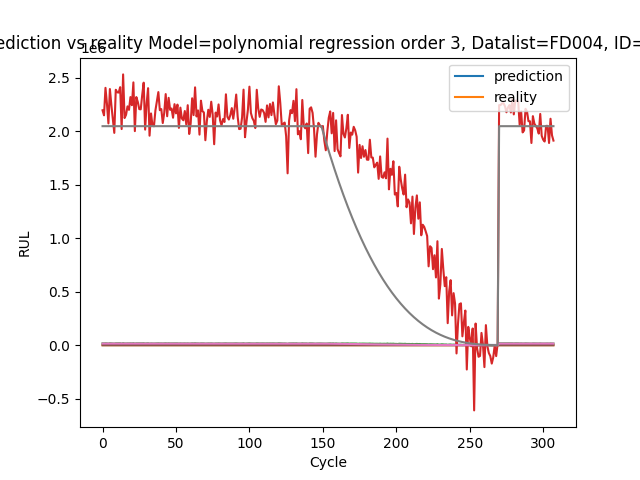 ediction vs reality Model=polynomial regression order 3, Datalist=FD004, ID=
1e6
prediction
reality
2.5
2.0
1.5
1.0
0.5
0.0
−0.5
RUL
0 50 100 150 200 250 300
Cycle